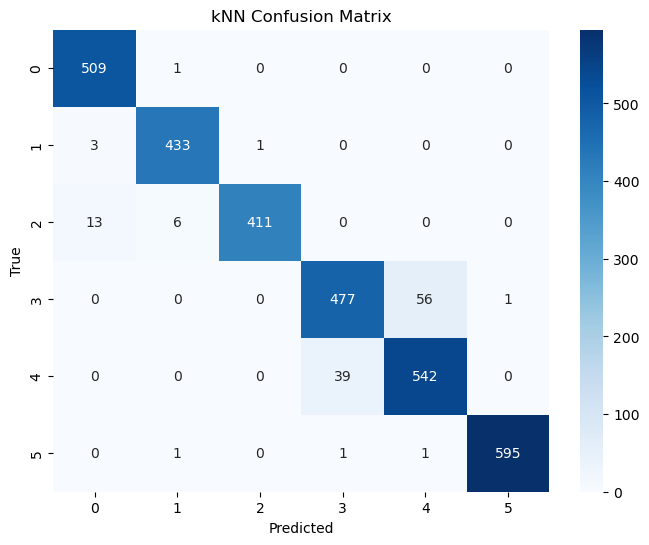 kNN Confusion Matrix
0 509 1 0 0 0 0
1 3 433 1 0 0 0
2 13 6 411 0 0 0
3 0 0 0 477 56 1
4 0 0 0 39 542 0
5 0 1 0 1 1 595
0 1 2 3 4 5
True
Predicted
500
400
300
200
100
0